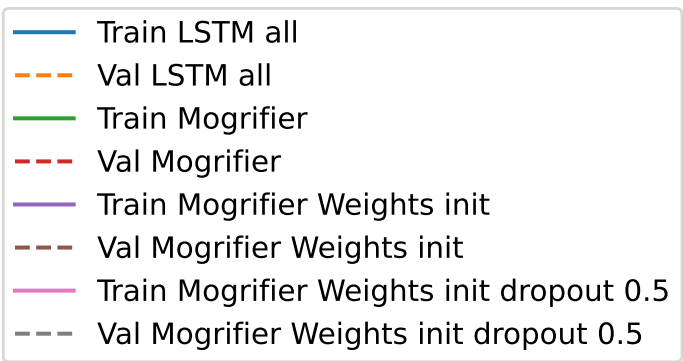 Train LSTM all
Val LSTM all
Train Mogrifier
Val Mogrifier
Train Mogrifier Weights init
Val Mogrifier Weights init
Train Mogrifier Weights init dropout 0.5
Val Mogrifier Weights init dropout 0.5